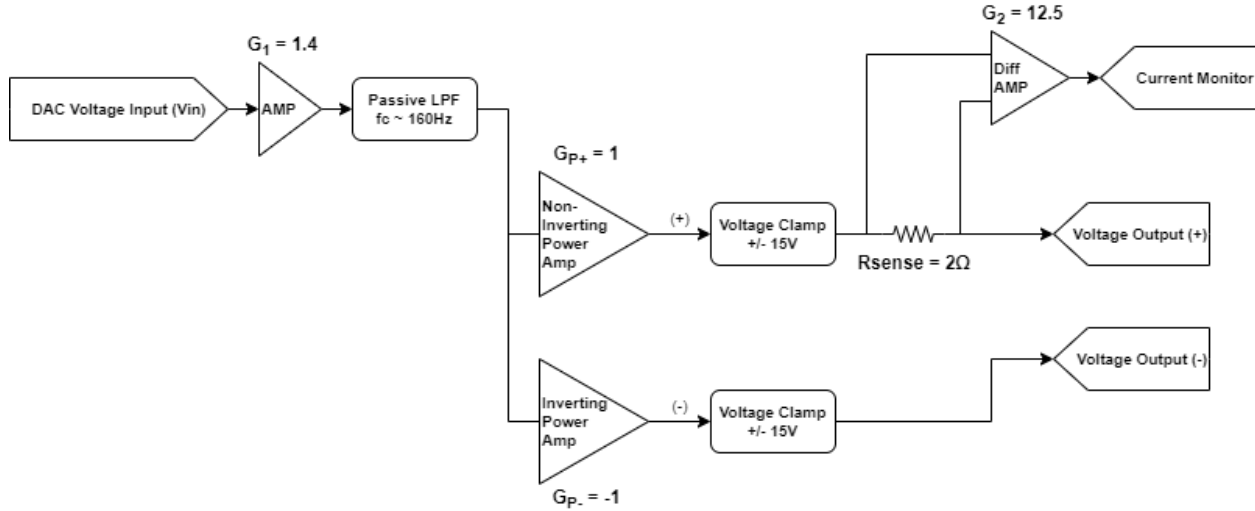 G₂ = 12.5
G₁ = 1.4
Diff
AMP
Current Monitor
DAC Voltage Input (Vin)
AMP
Passive LPF
fc ~ 160Hz
G_P+ = 1
Non-
Inverting
Power
Amp
(+)
Voltage Clamp
+/- 15V
Rsense = 2Ω
Voltage Output (+)
Inverting
Power
Amp
(-)
Voltage Clamp
+/- 15V
Voltage Output (-)
G_P- = -1